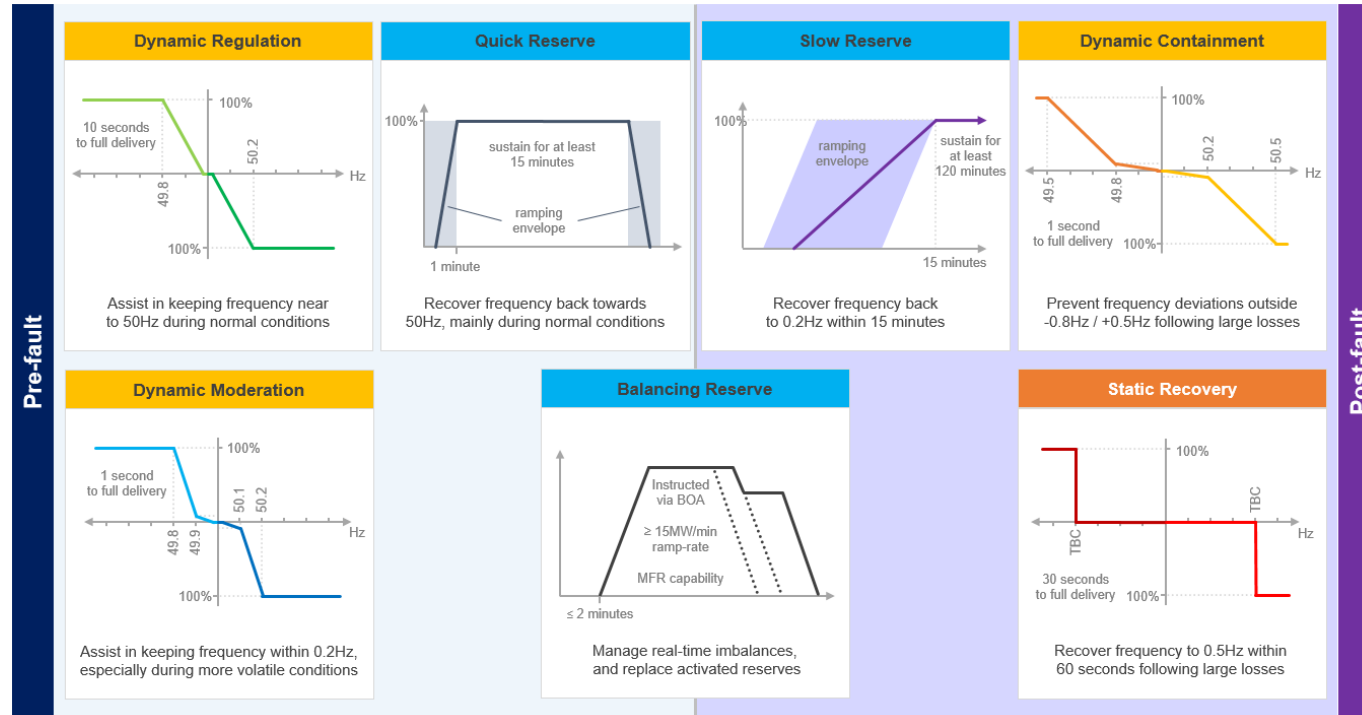 Pre-fault
Dynamic Regulation
100%
10 seconds
to full delivery
50.2
Hz
49.8
100%
Assist in keeping frequency near
to 50Hz during normal conditions
Quick Reserve
100%
sustain for at least
15 minutes
ramping
envelope
1 minute
Recover frequency back towards
50Hz, mainly during normal conditions
Slow Reserve
100%
ramping
envelope
sustain for
at least
120 minutes
15 minutes
Recover frequency back
to 0.2Hz within 15 minutes
Dynamic Containment
100%
50.2
50.5
Hz
49.5
49.8
1 second
to full delivery
100%
Prevent frequency deviations outside
-0.8Hz / +0.5Hz following large losses
Dynamic Moderation
100%
1 second
to full delivery
50.1
50.2
Hz
49.8
49.9
100%
Assist in keeping frequency within 0.2Hz,
especially during more volatile conditions
Balancing Reserve
Instructed
via BOA
≥ 15MW/min
ramp-rate
MFR capability
≤ 2 minutes
Manage real-time imbalances,
and replace activated reserves
Static Recovery
100%
TBC
Hz
TBC
30 seconds
to full delivery
100%
Recover frequency to 0.5Hz within
60 seconds following large losses
Post-fault